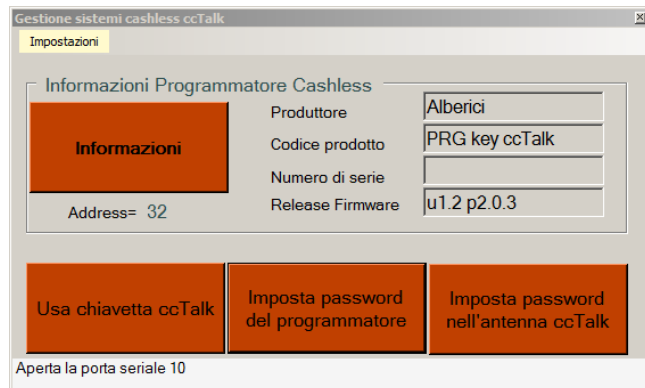 Gestione sistemi cashless ccTalk
Impostazioni
Informazioni Programmatore Cashless
Informazioni
Produttore Alberici
Codice prodotto PRG key ccTalk
Numero di serie
Address= 32
Release Firmware u1.2 p2.0.3
Usa chiavetta ccTalk
Imposta password
del programmatore
Imposta password
nell'antenna ccTalk
Aperta la porta seriale 10